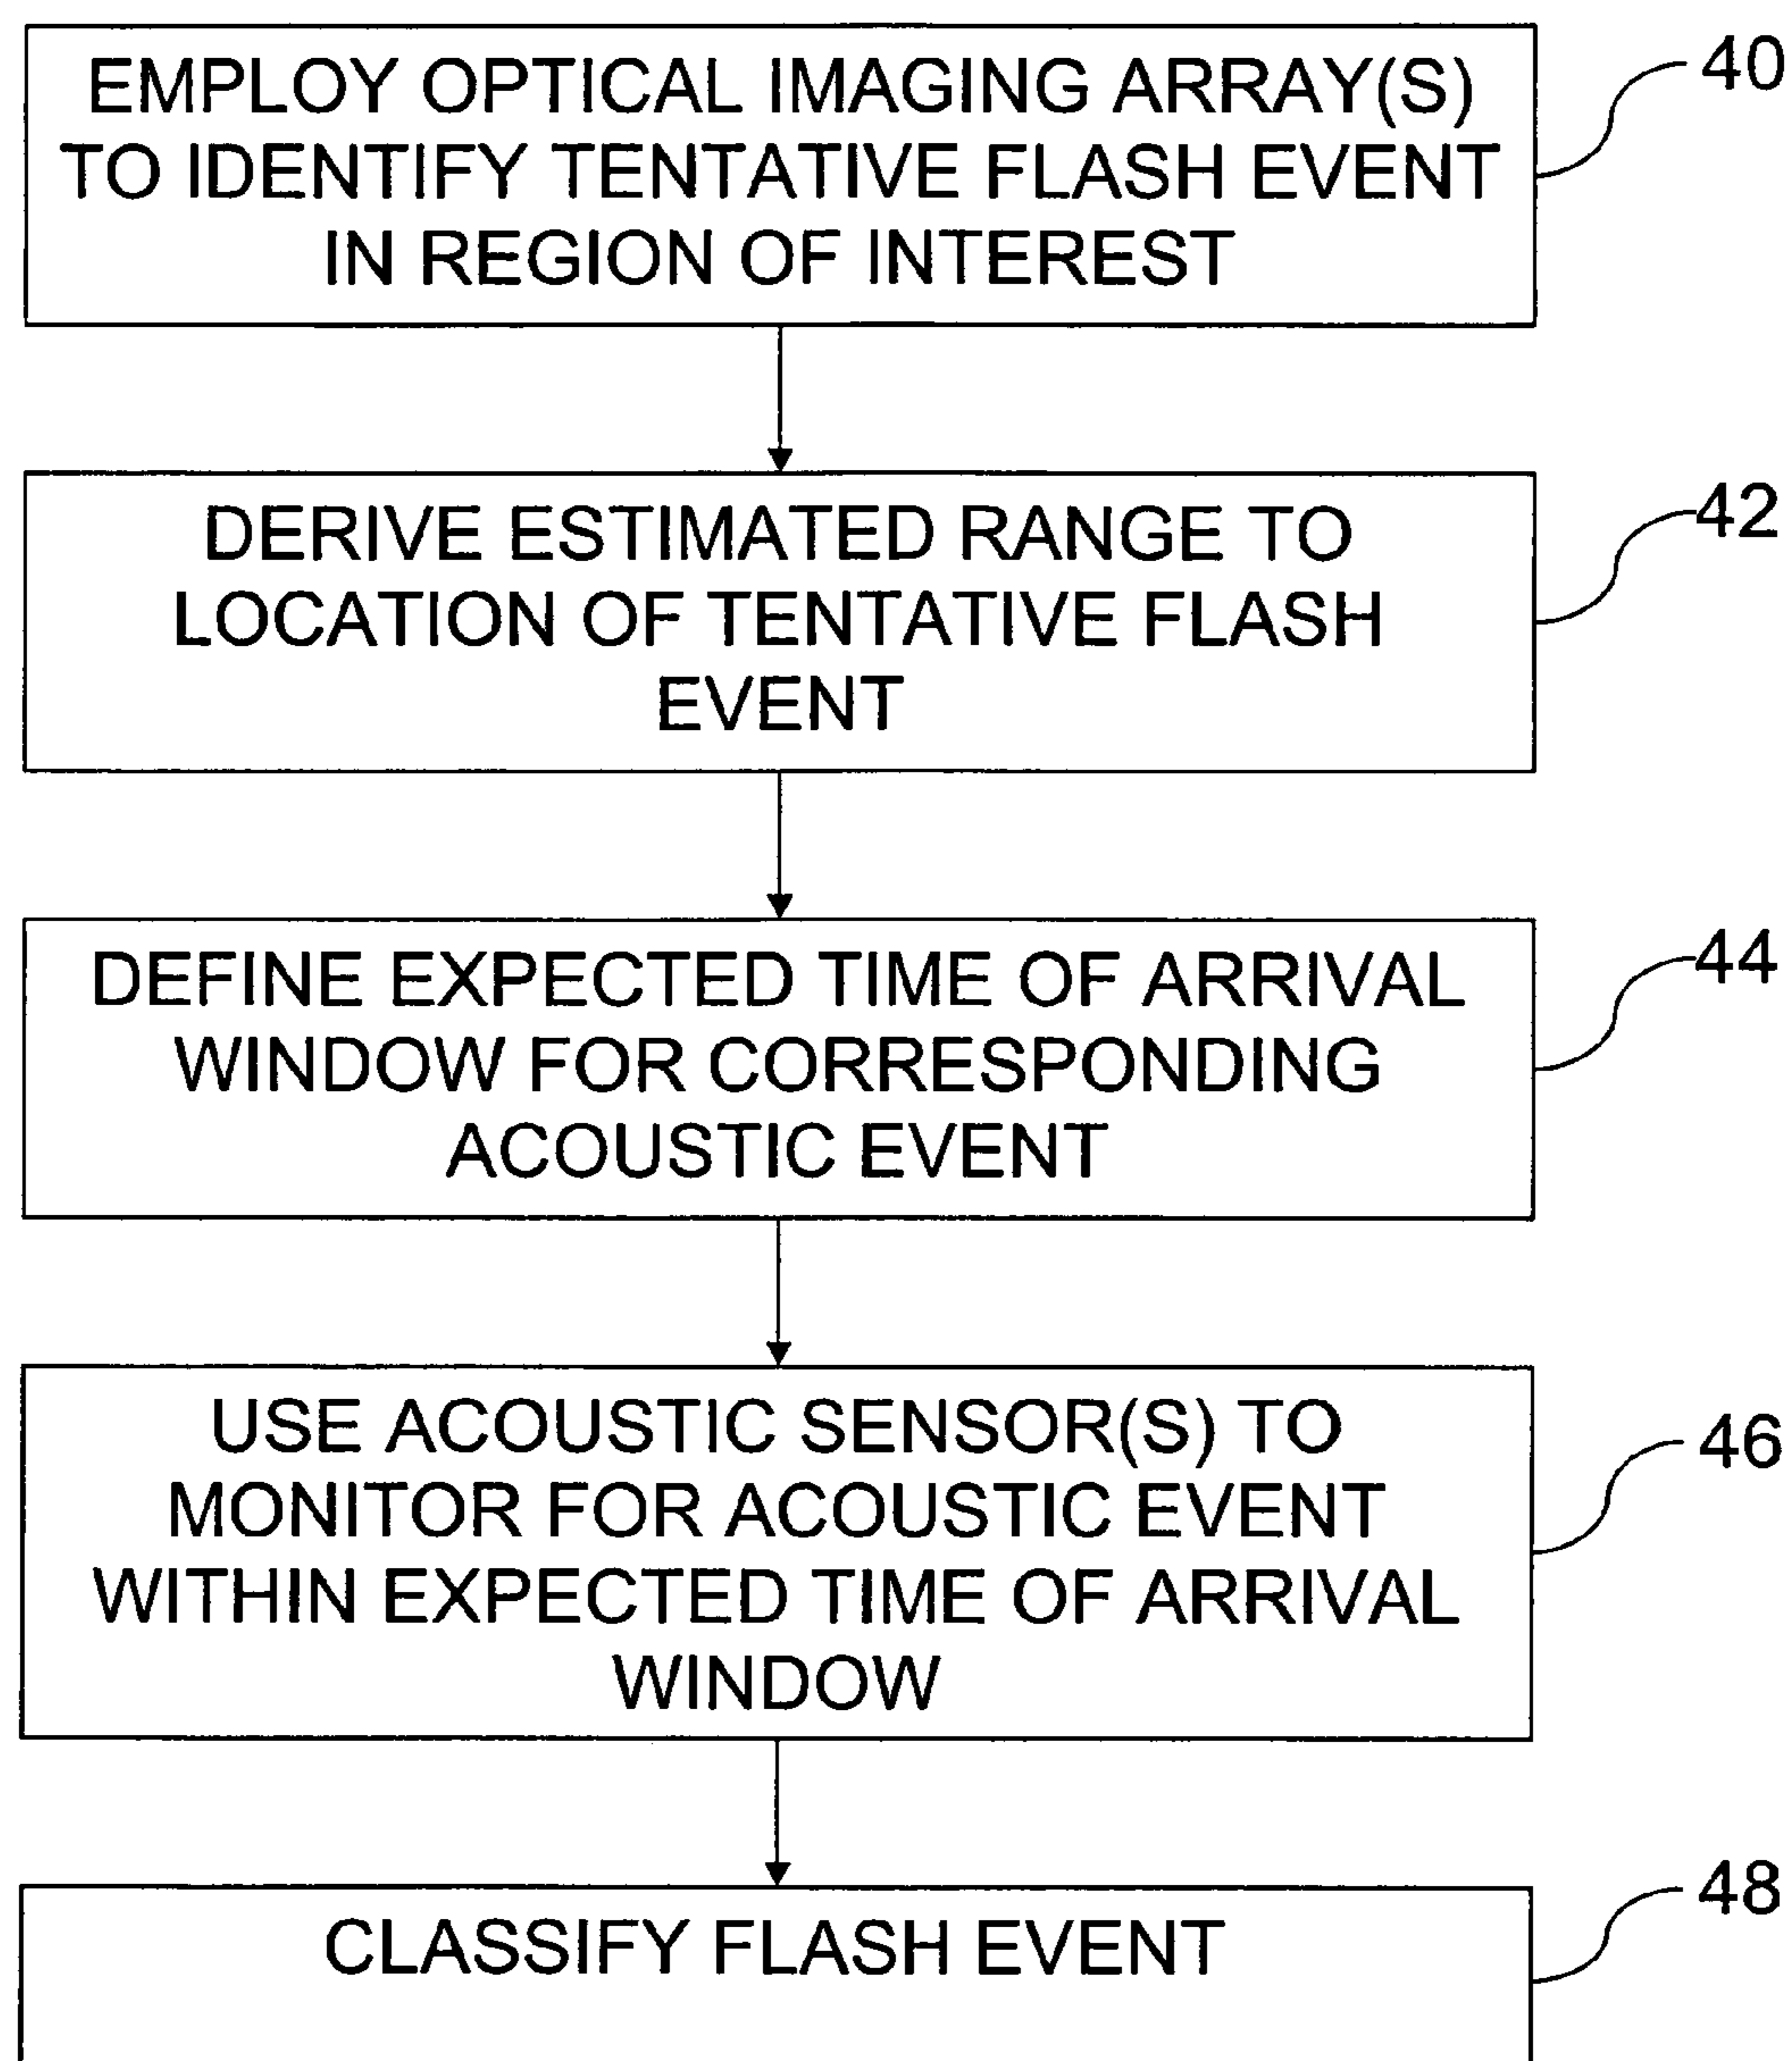 EMPLOY OPTICAL IMAGING ARRAY(S)
TO IDENTIFY TENTATIVE FLASH EVENT
IN REGION OF INTEREST
40
DERIVE ESTIMATED RANGE TO
LOCATION OF TENTATIVE FLASH
EVENT
42
DEFINE EXPECTED TIME OF ARRIVAL
WINDOW FOR CORRESPONDING
ACOUSTIC EVENT
44
USE ACOUSTIC SENSOR(S) TO
MONITOR FOR ACOUSTIC EVENT
WITHIN EXPECTED TIME OF ARRIVAL
WINDOW
46
CLASSIFY FLASH EVENT
48